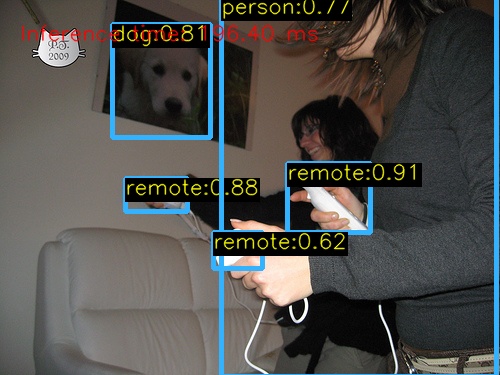 person:0.77
Inference time: 196.40 ms
dog:0.81
P.J.
2009
remote:0.91
remote:0.88
remote:0.62